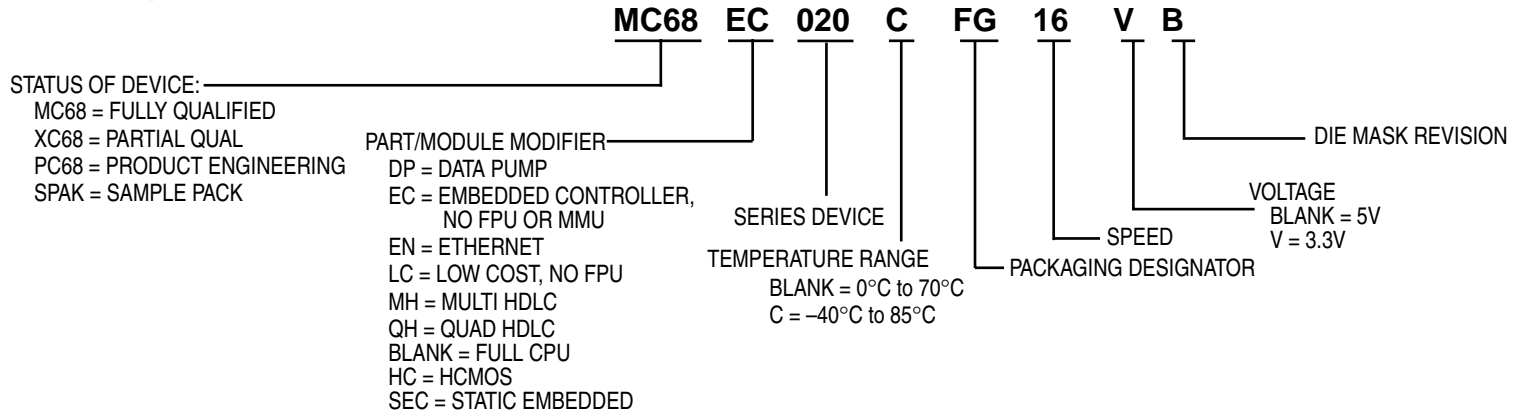 MC68 EC 020 C FG 16 V B
STATUS OF DEVICE:
MC68 = FULLY QUALIFIED
XC68 = PARTIAL QUAL
PC68 = PRODUCT ENGINEERING
SPAK = SAMPLE PACK
PART/MODULE MODIFIER
DP = DATA PUMP
EC = EMBEDDED CONTROLLER,
NO FPU OR MMU
EN = ETHERNET
LC = LOW COST, NO FPU
MH = MULTI HDLC
QH = QUAD HDLC
BLANK = FULL CPU
HC = HCMOS
SEC = STATIC EMBEDDED
SERIES DEVICE
TEMPERATURE RANGE
BLANK = 0°C to 70°C
C = –40°C to 85°C
PACKAGING DESIGNATOR
SPEED
VOLTAGE
BLANK = 5V
V = 3.3V
DIE MASK REVISION